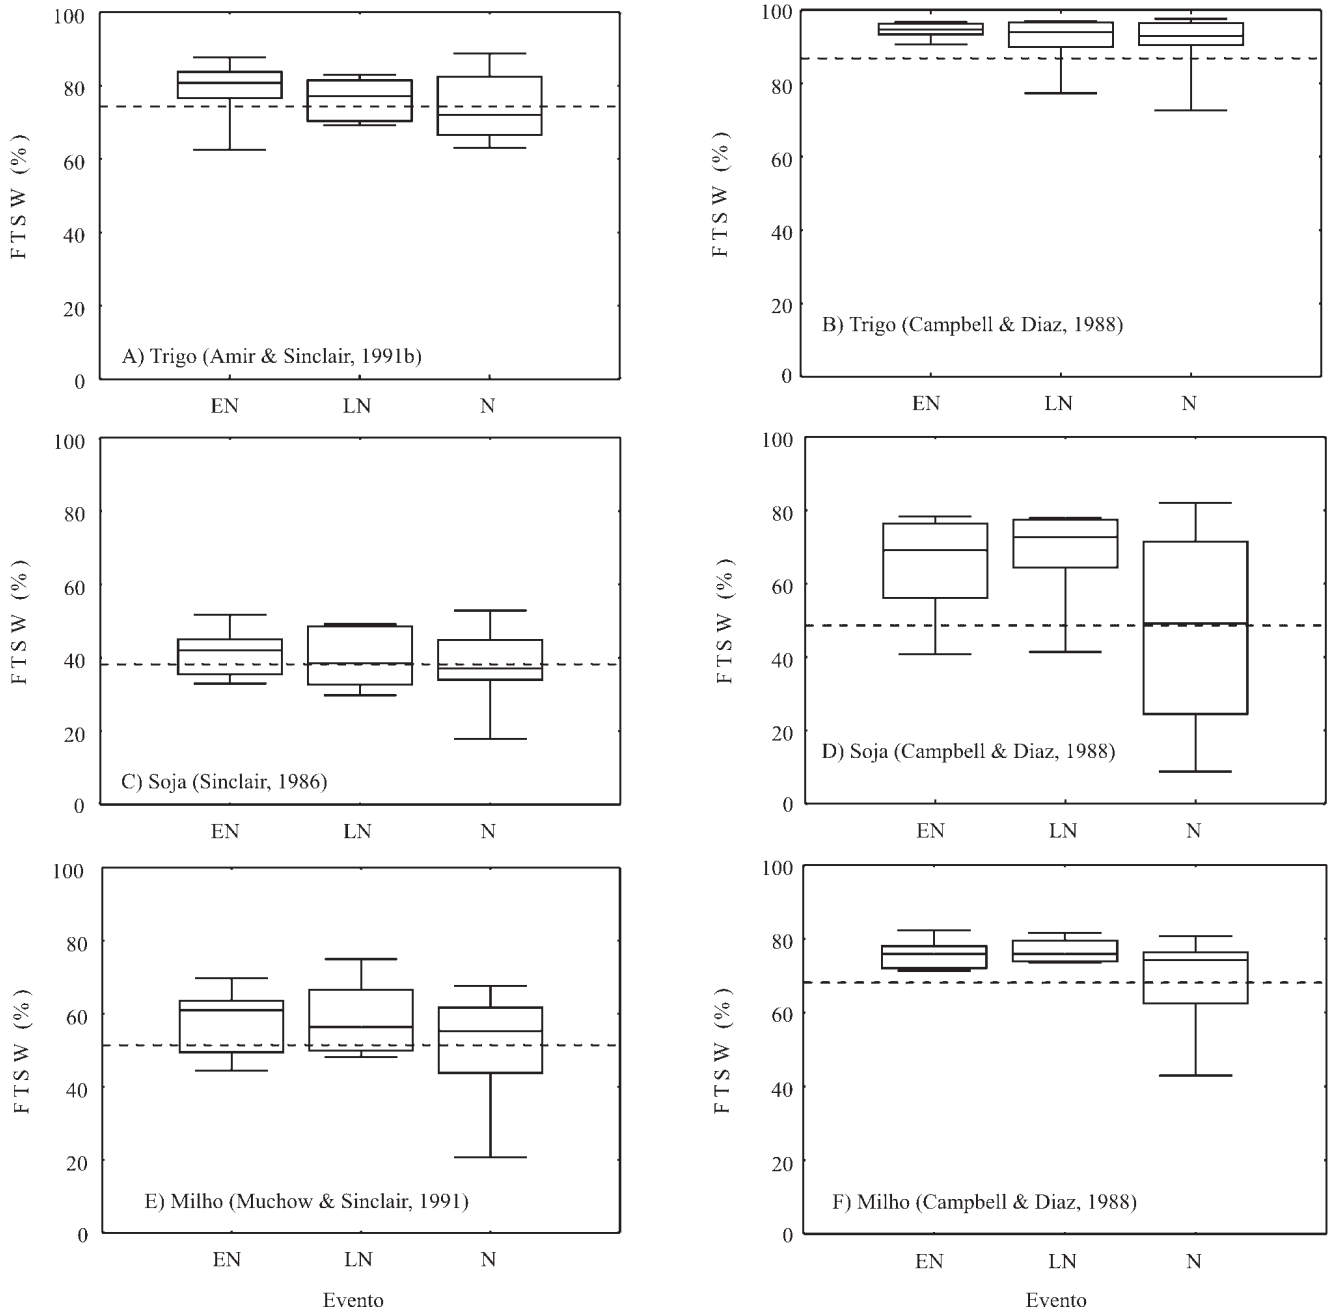 100
80
60
40
20
0
FTSW (%)
A) Trigo (Amir & Sinclair, 1991b)
EN LN N
100
80
60
40
20
0
FTSW (%)
B) Trigo (Campbell & Diaz, 1988)
EN LN N
100
80
60
40
20
0
FTSW (%)
C) Soja (Sinclair, 1986)
EN LN N
100
80
60
40
20
0
FTSW (%)
D) Soja (Campbell & Diaz, 1988)
EN LN N
100
80
60
40
20
0
FTSW (%)
E) Milho (Muchow & Sinclair, 1991)
EN LN N
Evento
100
80
60
40
20
0
FTSW (%)
F) Milho (Campbell & Diaz, 1988)
EN LN N
Evento